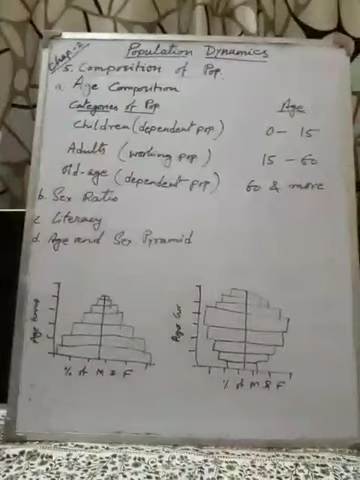 Chap-2
Population Dynamics
5. Composition of Pop.
a. Age Composition
Categories of Pop Age
Children (dependent pop) 0 - 15
Adults (working pop) 15 - 60
Old-age (dependent pop) 60 & more
b. Sex Ratio
c. Literacy
d. Age and Sex Pyramid
Age
Age
% of M & F
% of M & F